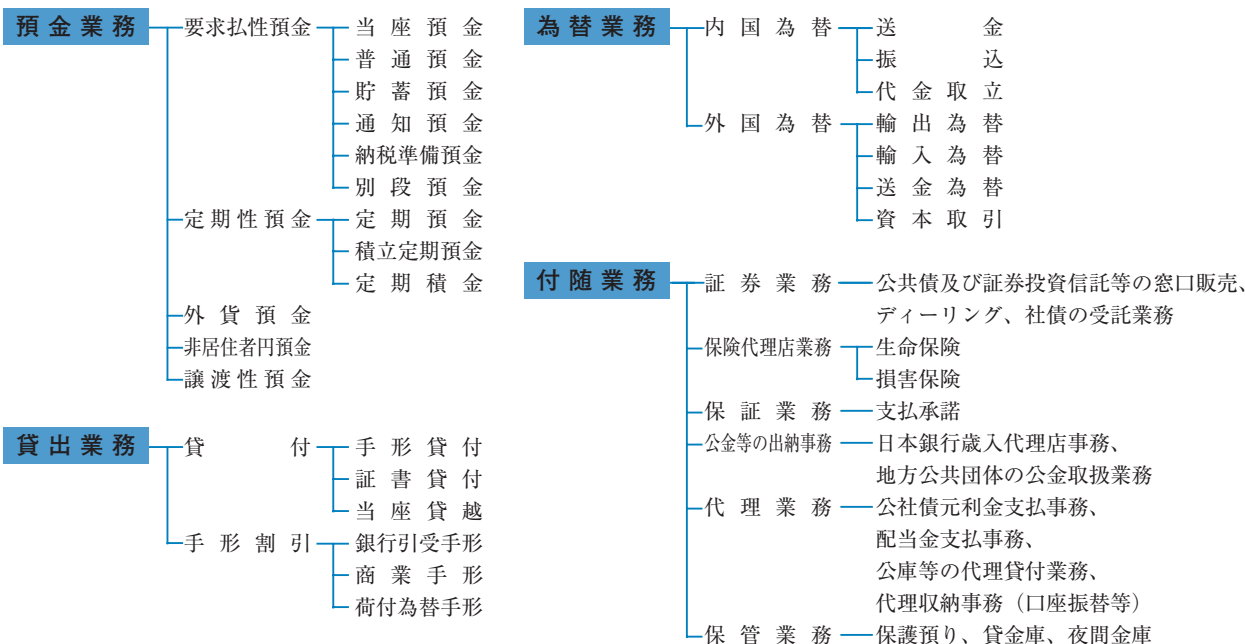 預金業務
要求払性預金
当座預金
普通預金
貯蓄預金
通知預金
納税準備預金
別段預金
定期性預金
定期預金
積立定期預金
定期積金
外貨預金
非居住者円預金
譲渡性預金
貸出業務
貸付
手形貸付
証書貸付
当座貸越
手形割引
銀行引受手形
商業手形
荷付為替手形
為替業務
内国為替
送金
振込
代金取立
外国為替
輸出為替
輸入為替
送金為替
資本取引
付随業務
証券業務
公共債及び証券投資信託等の窓口販売、
ディーリング、社債の受託業務
保険代理店業務
生命保険
損害保険
保証業務
支払承諾
公金等の出納事務
日本銀行歳入代理店事務、
地方公共団体の公金取扱業務
代理業務
公社債元利金支払事務、
配当金支払事務、
公庫等の代理貸付業務、
代理収納事務（口座振替等）
保管業務
保護預り、貸金庫、夜間金庫